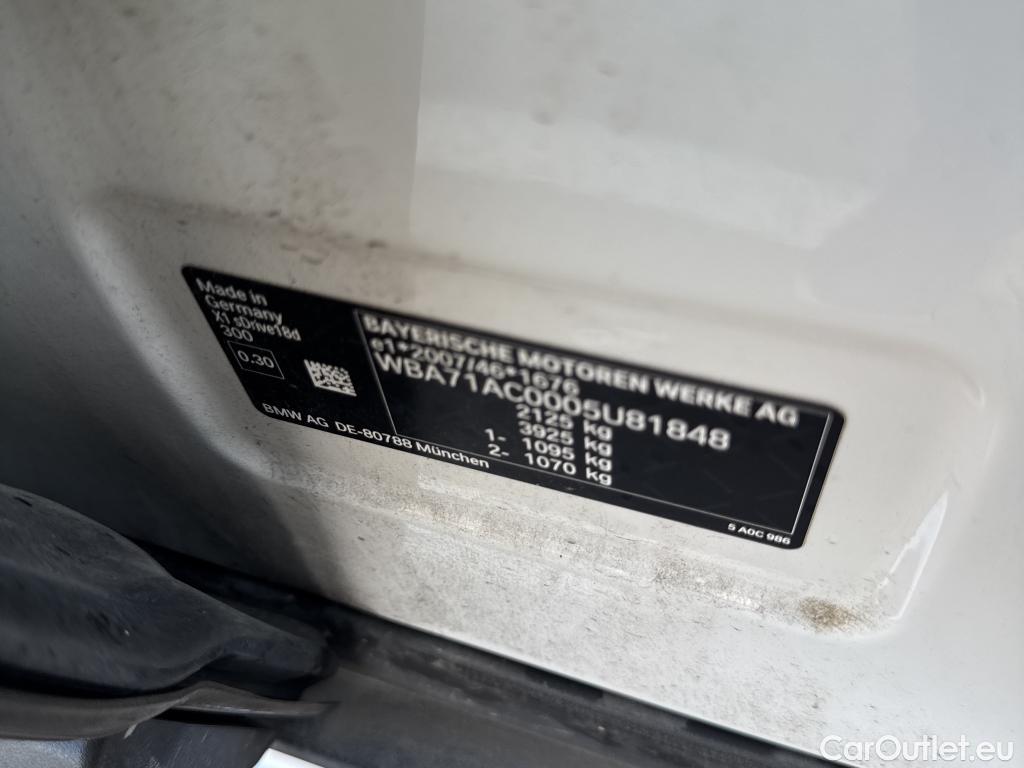 Made in
Germany
X1 sDrive18d
300
0.30
BMW AG DE-80788 München
BAYERISCHE MOTOREN WERKE AG
e1*2007/46*1676
WBA71AC0005U81848
2125 kg
3925 kg
1- 1095 kg
2- 1070 kg
5 A0C 986
CarOutlet.eu